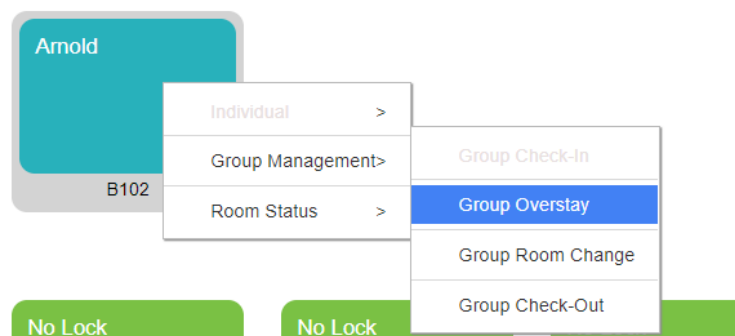 Arnold
Individual >
Group Management>
Room Status >
B102
Group Check-In
Group Overstay
Group Room Change
Group Check-Out
No Lock
No Lock